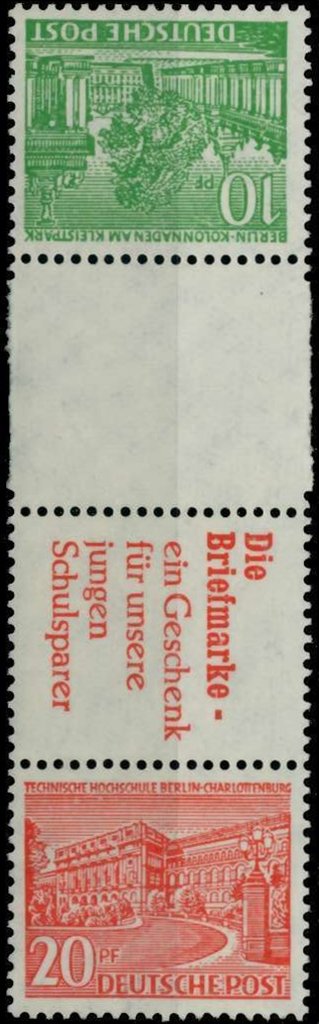 BERLIN-KOLONNADEN AM KLEISTPARK
10 PF
DEUTSCHE POST
Die
Briefmarke -
ein Geschenk
für unsere
jungen
Schulsparer
TECHNISCHE HOCHSCHULE BERLIN-CHARLOTTENBURG
20 PF
DEUTSCHE POST